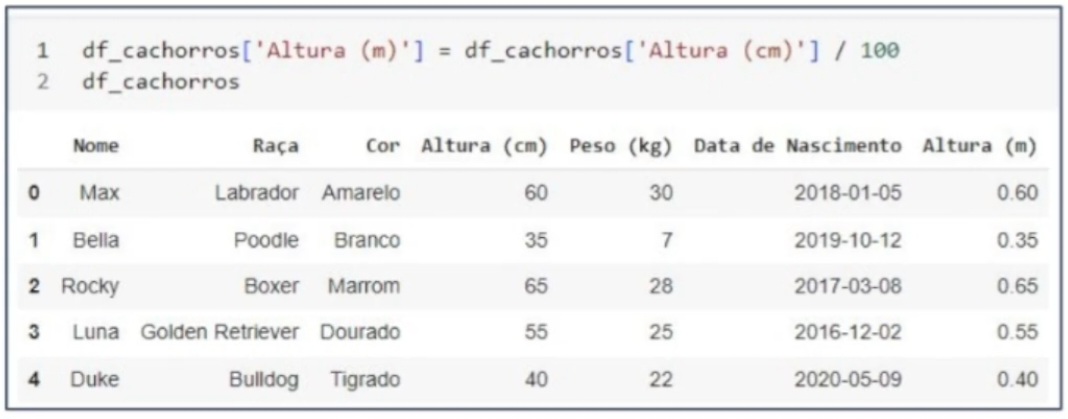 1 df_cachorros['Altura (m)'] = df_cachorros['Altura (cm)'] / 100
2 df_cachorros
Nome Raça Cor Altura (cm) Peso (kg) Data de Nascimento Altura (m)
0 Max Labrador Amarelo 60 30 2018-01-05 0.60
1 Bella Poodle Branco 35 7 2019-10-12 0.35
2 Rocky Boxer Marrom 65 28 2017-03-08 0.65
3 Luna Golden Retriever Dourado 55 25 2016-12-02 0.55
4 Duke Bulldog Tigrado 40 22 2020-05-09 0.40